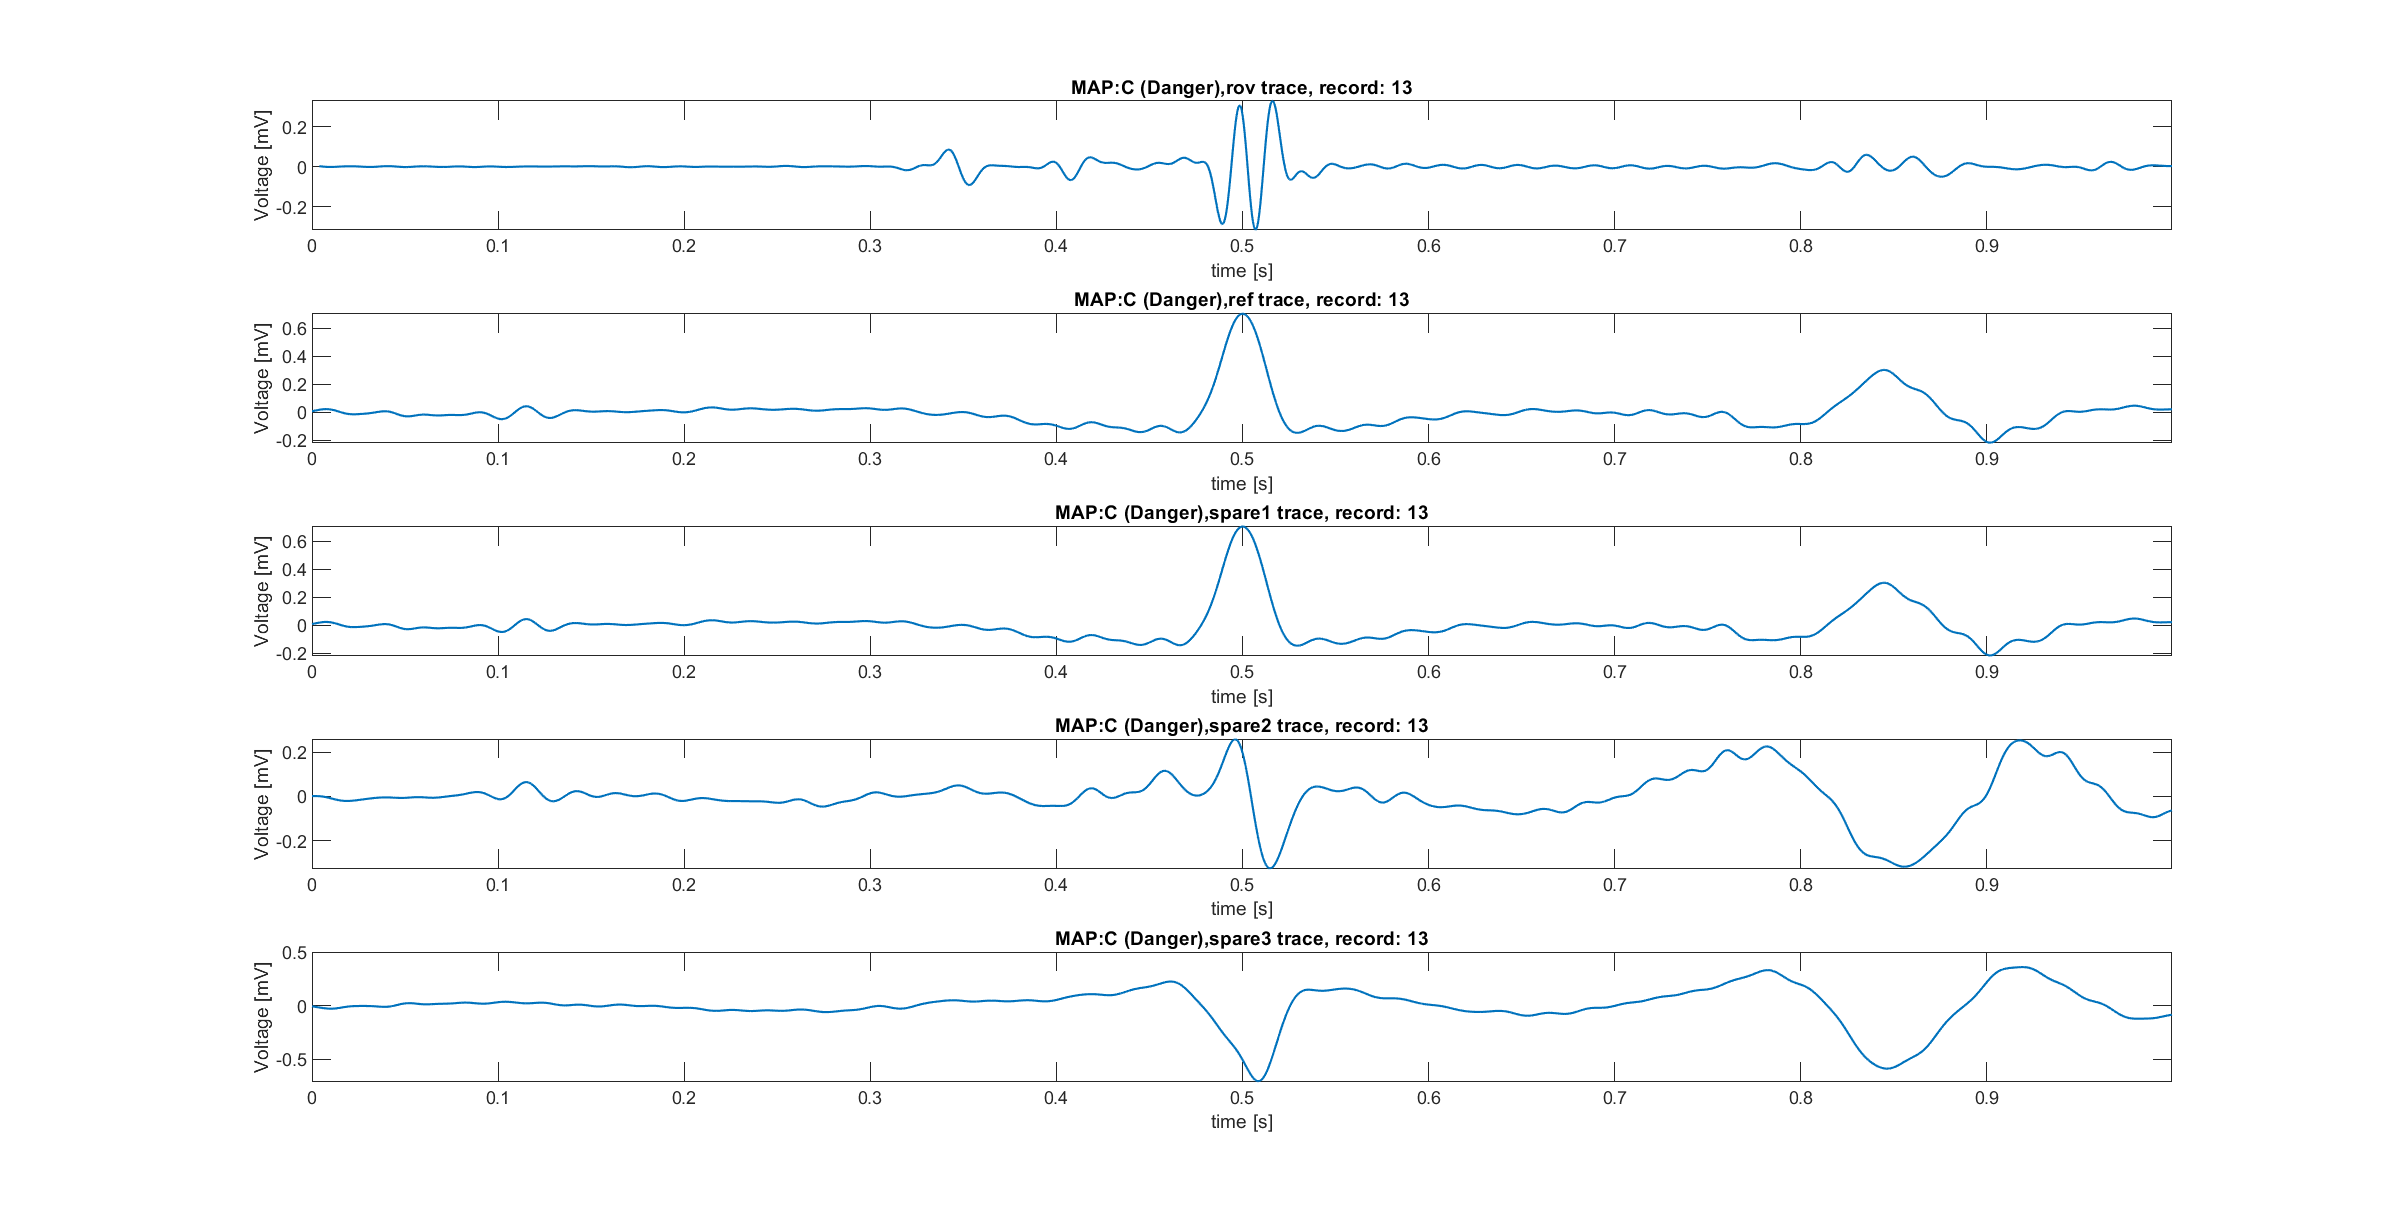 MAP:C (Danger),rov trace, record: 13
Voltage [mV]
0.2
0
-0.2
0 0.1 0.2 0.3 0.4 0.5 0.6 0.7 0.8 0.9
time [s]
MAP:C (Danger),ref trace, record: 13
Voltage [mV]
0.6
0.4
0.2
0
-0.2
0 0.1 0.2 0.3 0.4 0.5 0.6 0.7 0.8 0.9
time [s]
MAP:C (Danger),spare1 trace, record: 13
Voltage [mV]
0.6
0.4
0.2
0
-0.2
0 0.1 0.2 0.3 0.4 0.5 0.6 0.7 0.8 0.9
time [s]
MAP:C (Danger),spare2 trace, record: 13
Voltage [mV]
0.2
0
-0.2
0 0.1 0.2 0.3 0.4 0.5 0.6 0.7 0.8 0.9
time [s]
MAP:C (Danger),spare3 trace, record: 13
Voltage [mV]
0.5
0
-0.5
0 0.1 0.2 0.3 0.4 0.5 0.6 0.7 0.8 0.9
time [s]